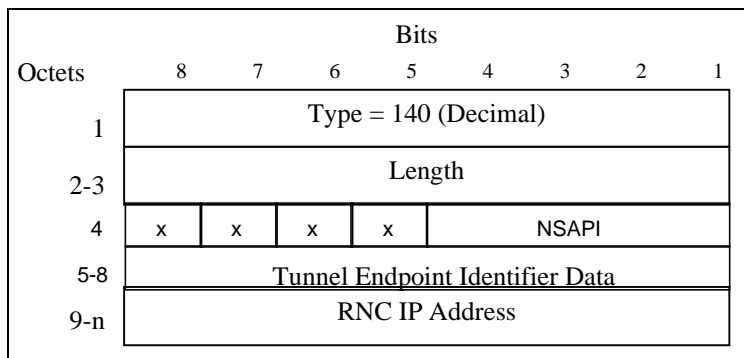 Bits
Octets 8 7 6 5 4 3 2 1
1 Type = 140 (Decimal)
2-3 Length
4 x x x x NSAPI
5-8 Tunnel Endpoint Identifier Data
9-n RNC IP Address